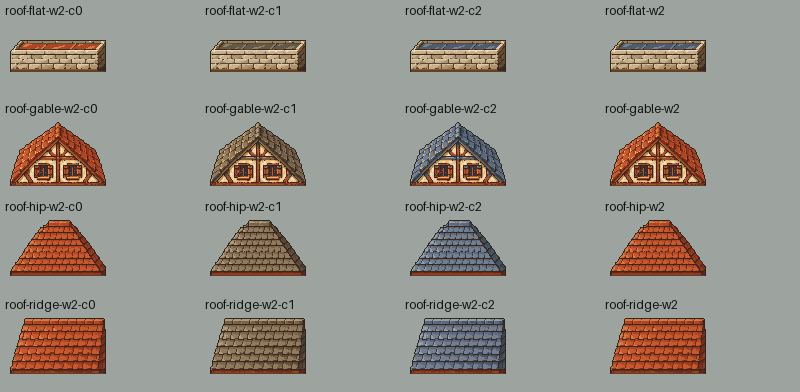 roof-flat-w2-c0 roof-flat-w2-c1 roof-flat-w2-c2 roof-flat-w2
roof-gable-w2-c0 roof-gable-w2-c1 roof-gable-w2-c2 roof-gable-w2
roof-hip-w2-c0 roof-hip-w2-c1 roof-hip-w2-c2 roof-hip-w2
roof-ridge-w2-c0 roof-ridge-w2-c1 roof-ridge-w2-c2 roof-ridge-w2